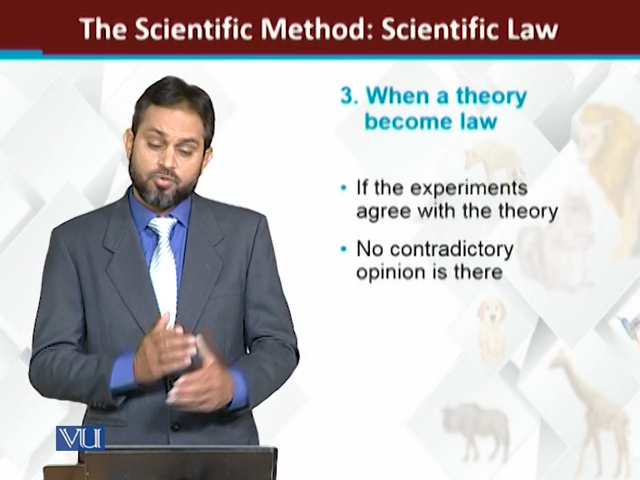 The Scientific Method: Scientific Law
3. When a theory
become law
• If the experiments
agree with the theory
• No contradictory
opinion is there
VU